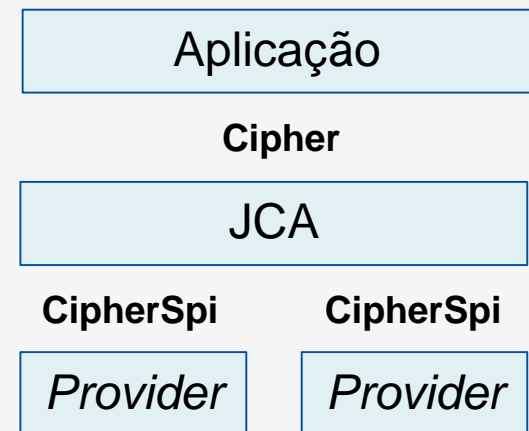 Aplicação
Cipher
JCA
CipherSpi CipherSpi
Provider Provider